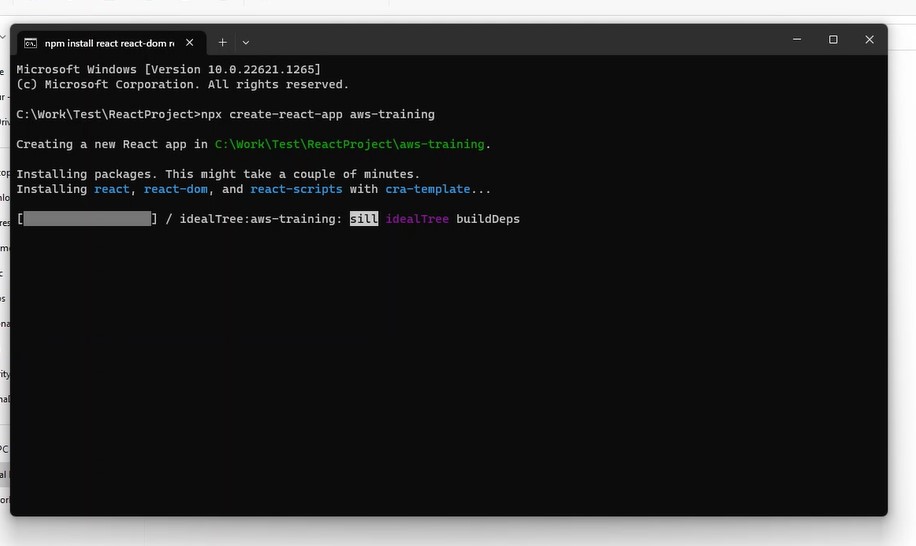 npm install react react-dom re
Microsoft Windows [Version 10.0.22621.1265]
(c) Microsoft Corporation. All rights reserved.
C:\Work\Test\ReactProject>npx create-react-app aws-training
Creating a new React app in C:\Work\Test\ReactProject\aws-training.
Installing packages. This might take a couple of minutes.
Installing react, react-dom, and react-scripts with cra-template...
[                  ] / idealTree:aws-training: sill idealTree buildDeps